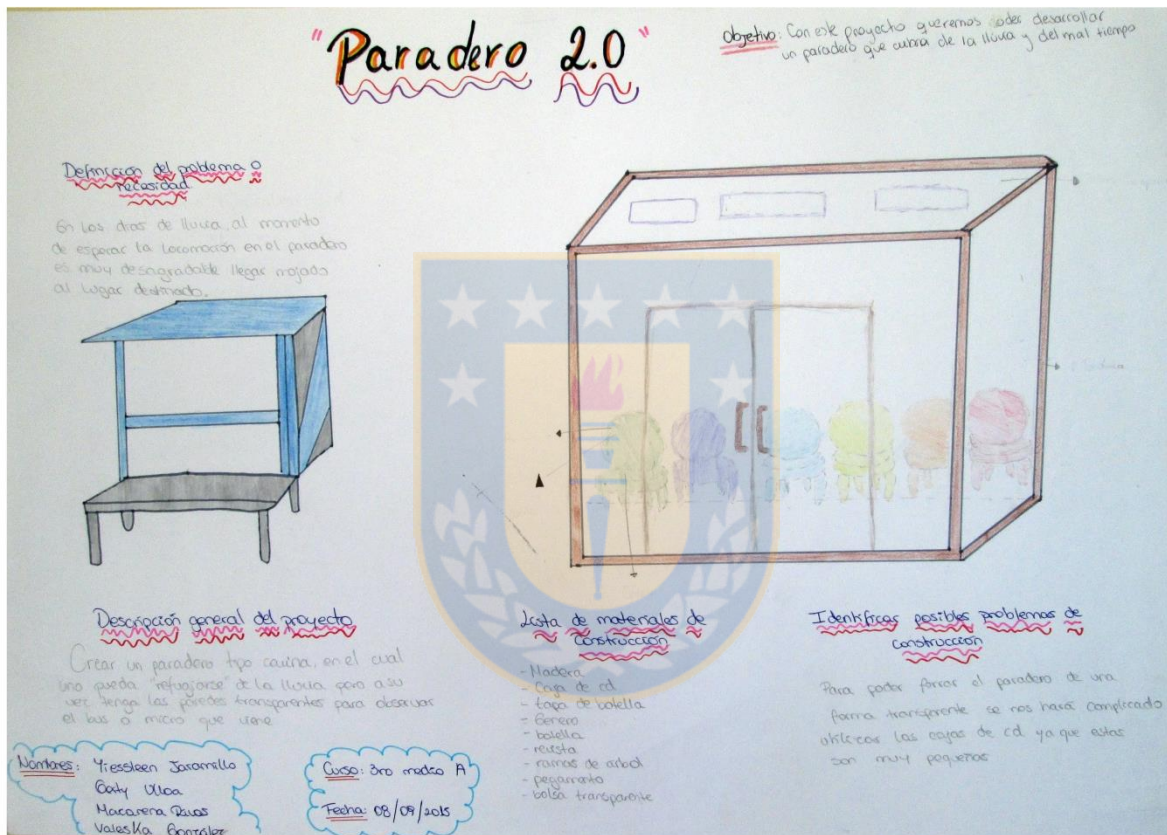 "Paradero 2.0"
Objetivo: Con este proyecto queremos poder desarrollar
un paradero que cubra de la lluvia y del mal tiempo
Definición del problema o
necesidad
En los días de lluvia, al momento
de esperar la locomoción en el paradero
es muy desagradable llegar mojado
al lugar destinado.
Descripción general del proyecto
Crear un paradero tipo cabina, en el cual
uno pueda "refugiarse" de la lluvia pero a su
vez tenga las paredes transparentes para observar
el bus o micro que viene
Lista de materiales de
construcción
- Madera
- Caja de cd
- tapa de botella
- Genero
- botella
- revista
- ramas de arbol
- pegamento
- bolsa transparente
Identificas posibles problemas de
construcción
Para poder forrar el paradero de una
forma transparente se nos hará complicado
utilizar las cajas de cd ya que estas
son muy pequeñas
Nombres: Yiessleen Jaramillo
Caty Ulloa
Macarena Rivas
Valeska González
Curso: 3ro medio A
Fecha: 08/09/2015